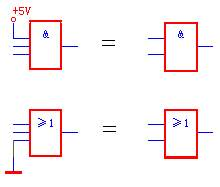 +5V
& = &
≥1 = ≥1